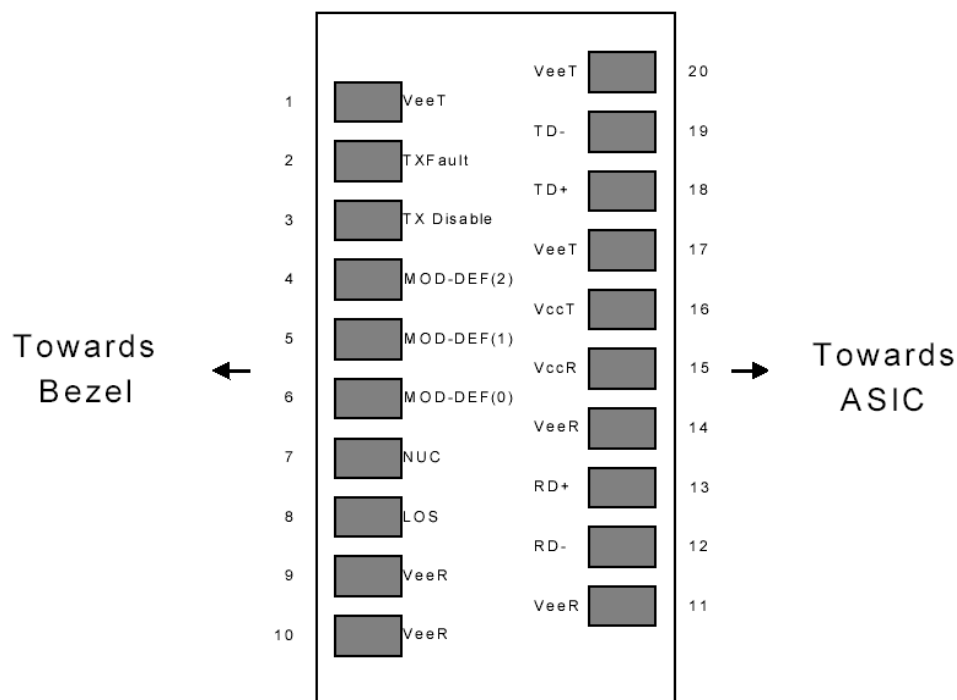 VeeT 20
1 VeeT
TD- 19
2 TXFault
TD+ 18
3 TX Disable
VeeT 17
4 MOD-DEF(2)
VccT 16
5 MOD-DEF(1)
Towards
Bezel
VccR 15
Towards
ASIC
6 MOD-DEF(0)
VeeR 14
7 NUC
RD+ 13
8 LOS
RD- 12
9 VeeR
VeeR 11
10 VeeR